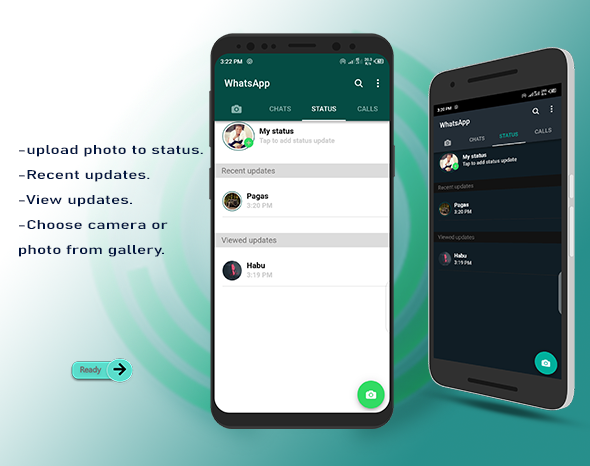 -upload photo to status.
-Recent updates.
-View updates.
-Choose camera or
photo from gallery.
Ready
3:22 PM
WhatsApp
CHATS STATUS CALLS
My status
Tap to add status update
Recent updates
Pagas
3:20 PM
Viewed updates
Habu
3:19 PM
3:20 PM
WhatsApp
CHATS STATUS CALLS
My status
Tap to add status update
Recent updates
Pagas
3:20 PM
Viewed updates
Habu
3:19 PM